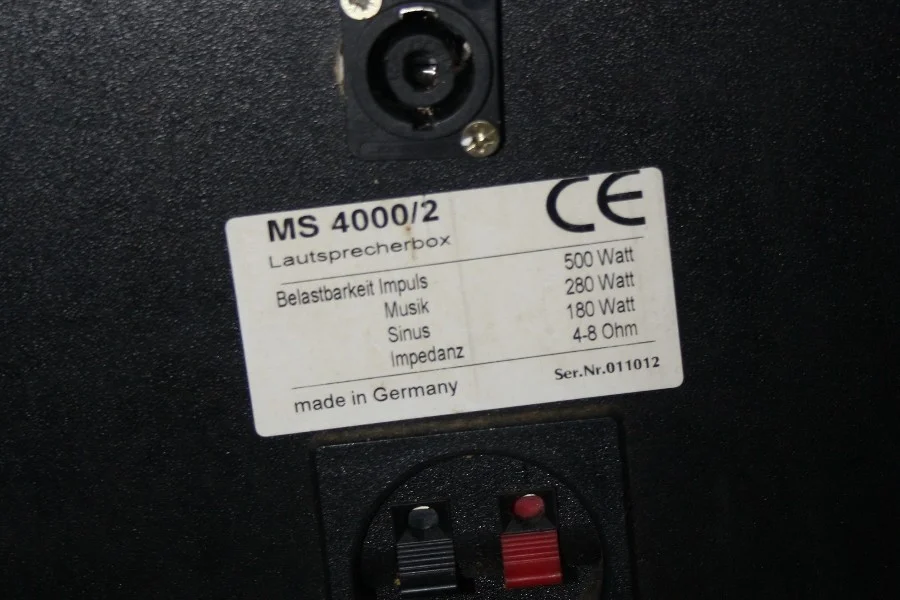 MS 4000/2
CE
Lautsprecherbox
Belastbarkeit Impuls 500 Watt
Musik 280 Watt
Sinus 180 Watt
Impedanz 4-8 Ohm
made in Germany Ser.Nr.011012